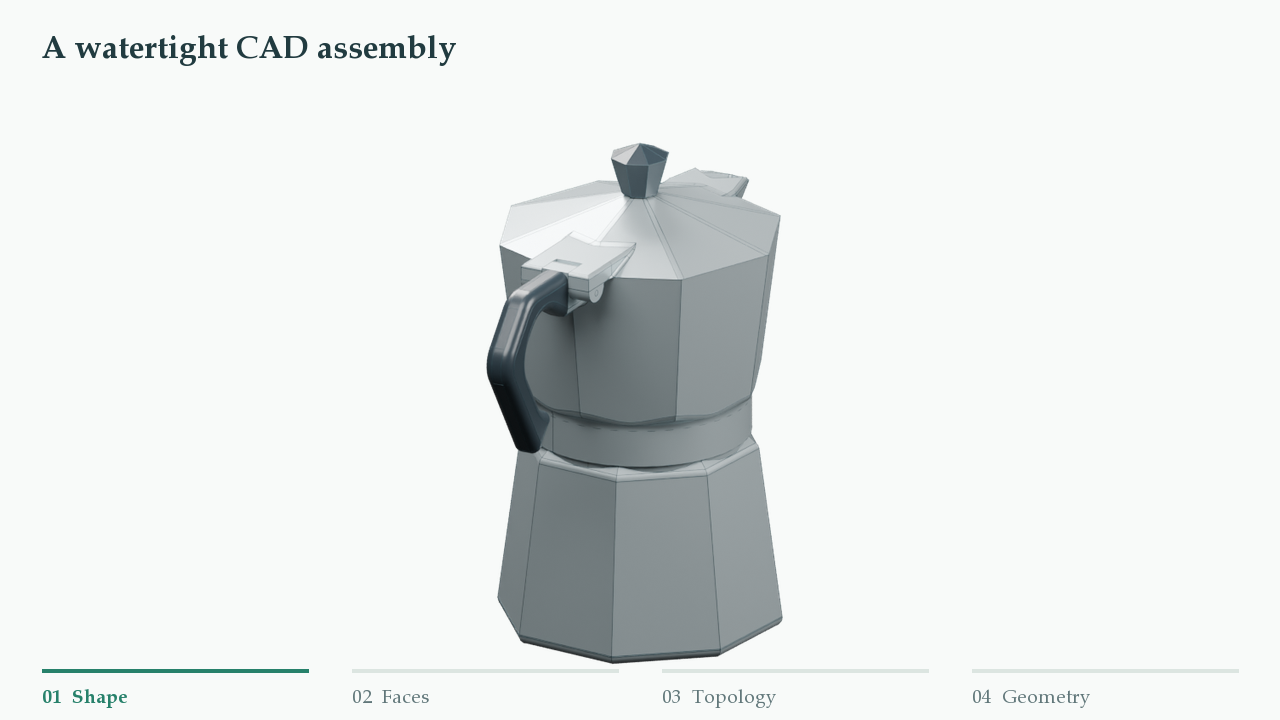 A watertight CAD assembly
01 Shape
02 Faces
03 Topology
04 Geometry